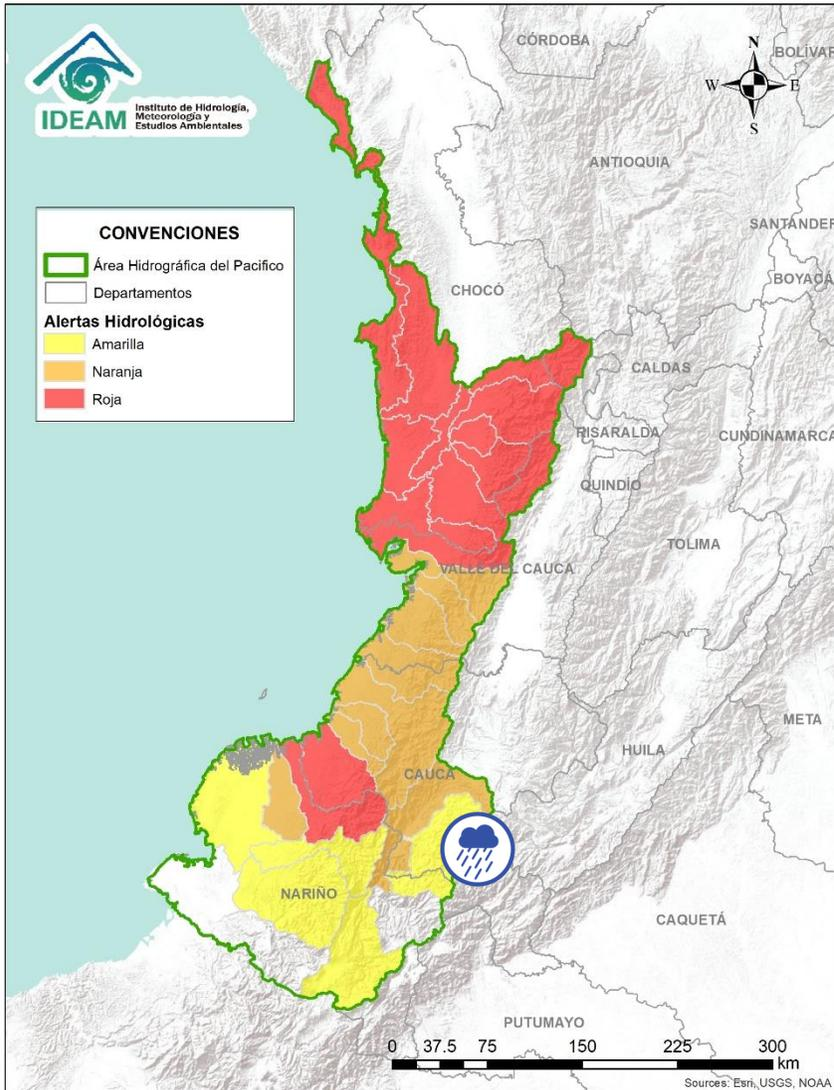 IDEAM
Instituto de Hidrología,
Meteorología y
Estudios Ambientales
CÓRDOBA
BOLÍVAR
N
W
E
S
ANTIOQUIA
SANTANDER
BOYACÁ
CONVENCIONES
Área Hidrográfica del Pacifico
Departamentos
Alertas Hidrológicas
Amarilla
Naranja
Roja
CHOCÓ
CALDAS
RISARALDA
CUNDINAMARCA
QUINDÍO
TOLIMA
VALLE DEL CAUCA
META
HUILA
CAUCA
NARIÑO
CAQUETÁ
PUTUMAYO
0 37.5 75 150 225 300
km
Sources: Esri, USGS, NOAA